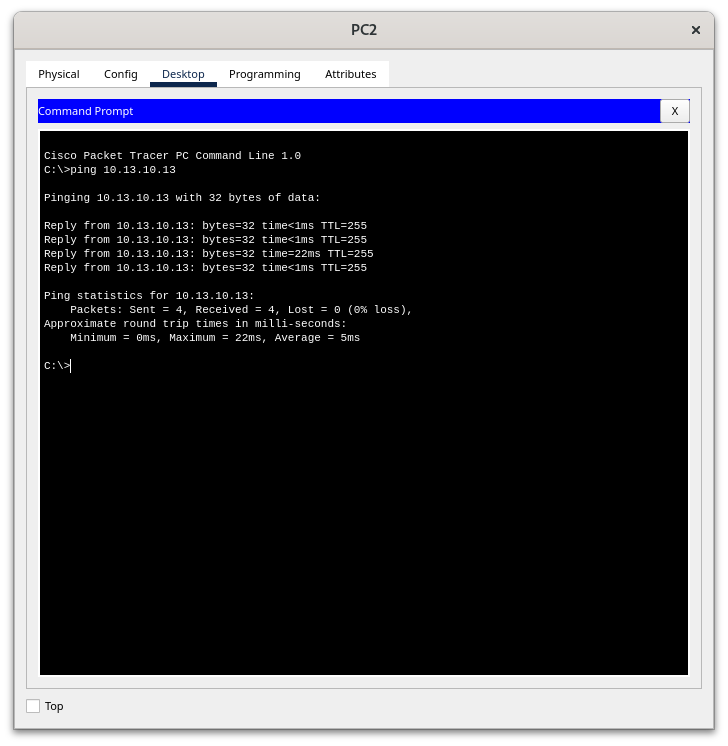 PC2
Physical Config Desktop Programming Attributes
Command Prompt X
Cisco Packet Tracer PC Command Line 1.0
C:\>ping 10.13.10.13
Pinging 10.13.10.13 with 32 bytes of data:
Reply from 10.13.10.13: bytes=32 time<1ms TTL=255
Reply from 10.13.10.13: bytes=32 time<1ms TTL=255
Reply from 10.13.10.13: bytes=32 time=22ms TTL=255
Reply from 10.13.10.13: bytes=32 time<1ms TTL=255
Ping statistics for 10.13.10.13:
Packets: Sent = 4, Received = 4, Lost = 0 (0% loss),
Approximate round trip times in milli-seconds:
Minimum = 0ms, Maximum = 22ms, Average = 5ms
C:\>
Top